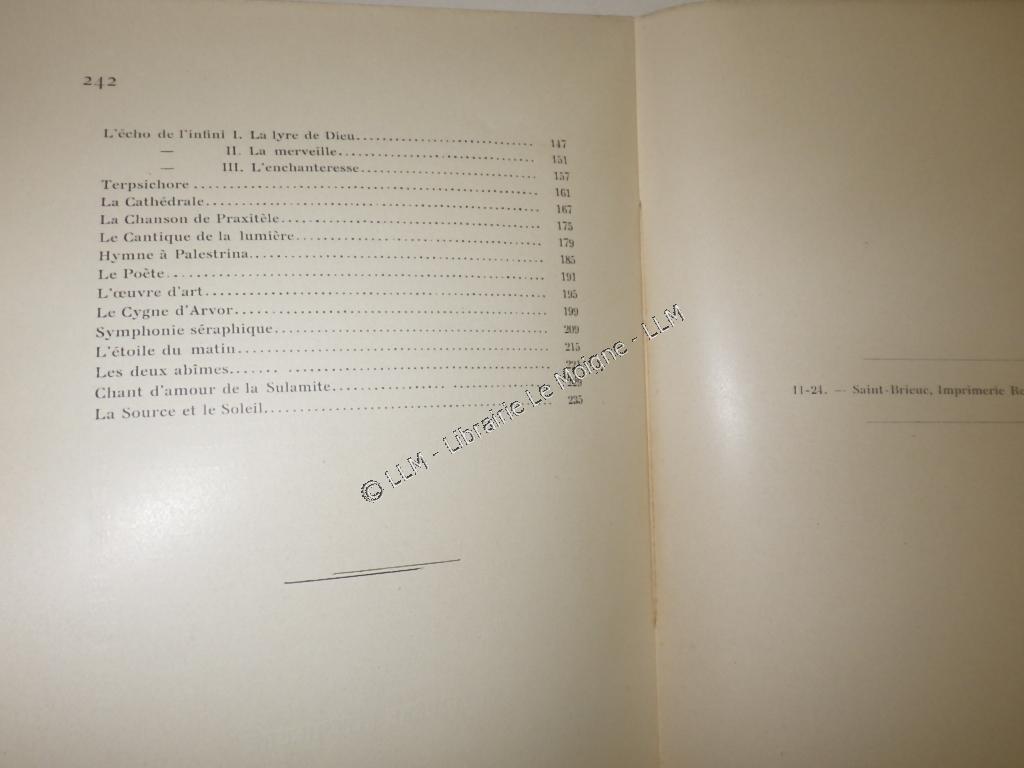 242
L'écho de l'infini I. La lyre de Dieu........................ 147
— II. La merveille........................ 151
— III. L'enchanteresse........................ 157
Terpsichore........................ 161
La Cathédrale........................ 167
La Chanson de Praxitèle........................ 175
Le Cantique de la lumière........................ 179
Hymne à Palestrina........................ 185
Le Poète........................ 191
L'œuvre d'art........................ 195
Le Cygne d'Arvor........................ 199
Symphonie séraphique........................ 209
L'étoile du matin........................ 215
Les deux abîmes........................
Chant d'amour de la Sulamite........................
La Source et le Soleil........................ 235
© LLM - Librairie Le Moigne - LLM
11-24. — Saint-Brieuc, Imprimerie